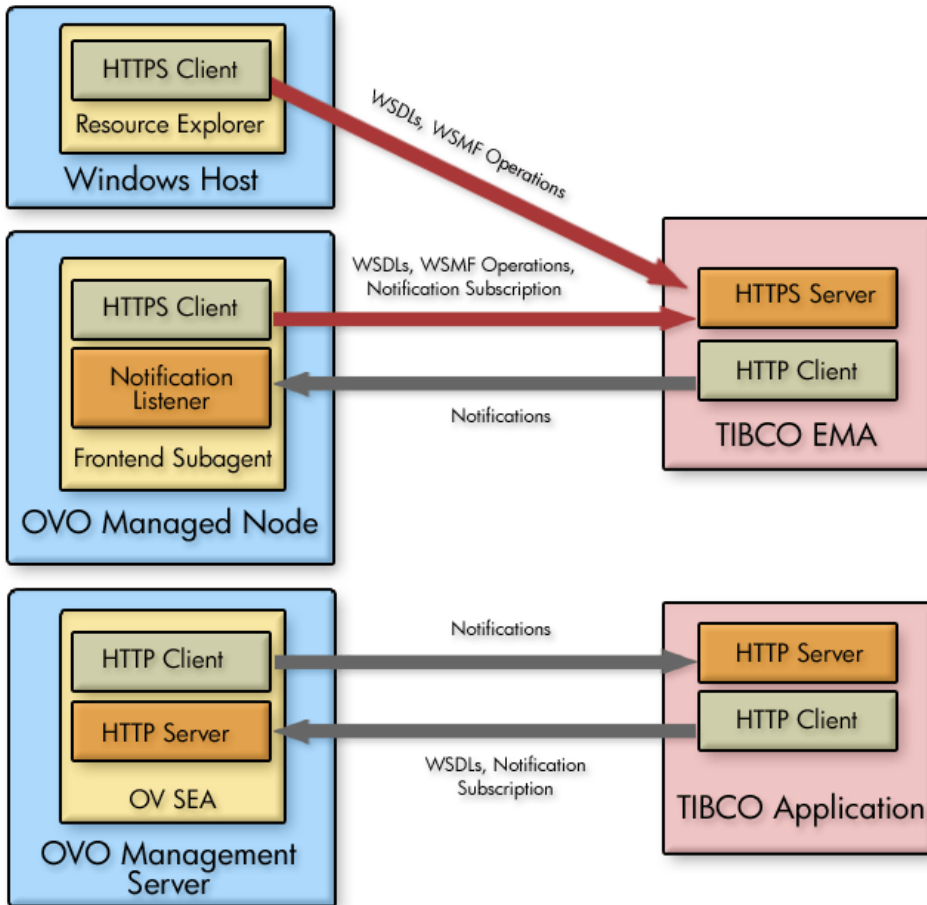 HTTPS Client
Resource Explorer
Windows Host
WSDLs, WSMF Operations
HTTPS Client
Notification
Listener
Frontend Subagent
OVO Managed Node
WSDLs, WSMF Operations,
Notification Subscription
Notifications
HTTPS Server
HTTP Client
TIBCO EMA
HTTP Client
HTTP Server
OV SEA
OVO Management
Server
Notifications
WSDLs, Notification
Subscription
HTTP Server
HTTP Client
TIBCO Application